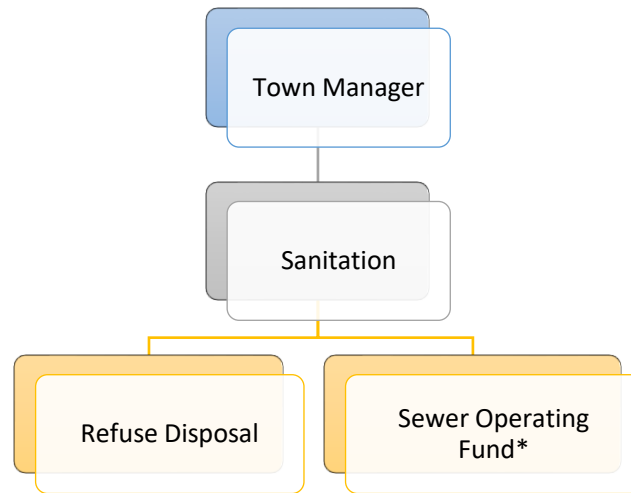 Town Manager
Sanitation
Refuse Disposal
Sewer Operating
Fund*